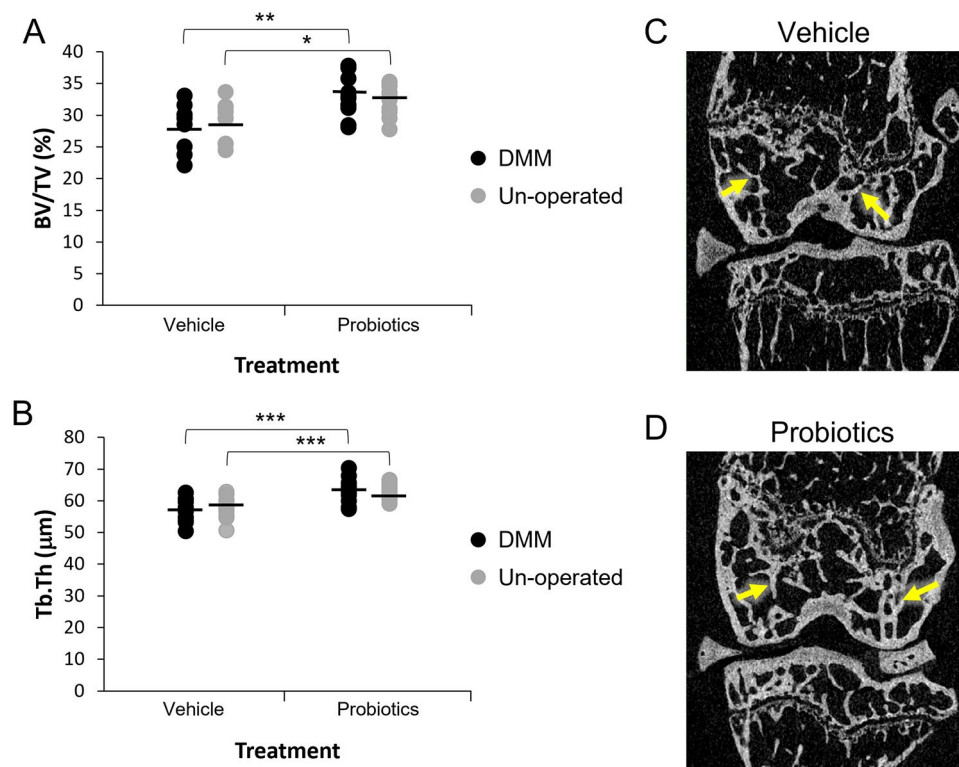 A
**
*
40
35
30
25
20
15
10
5
0
BV/TV (%)
Vehicle
Probiotics
Treatment
DMM
Un-operated
B
***
***
80
70
60
50
40
30
20
10
0
Tb.Th (μm)
Vehicle
Probiotics
Treatment
DMM
Un-operated
C
Vehicle
D
Probiotics